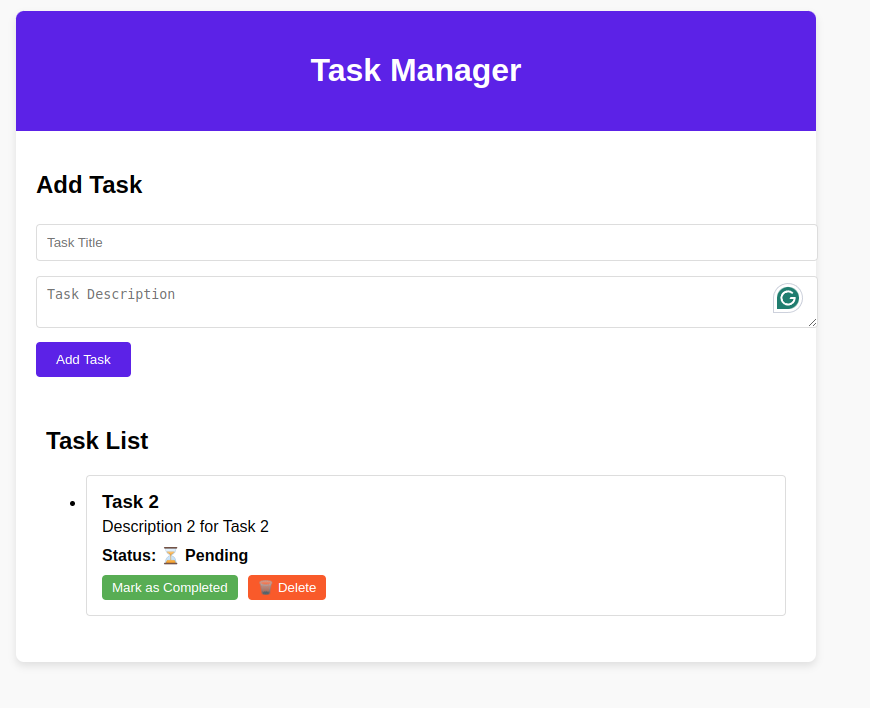 Task Manager
Add Task
Task Title
Task Description
Add Task
Task List
Task 2
Description 2 for Task 2
Status: ⏳ Pending
Mark as Completed 🗑️ Delete